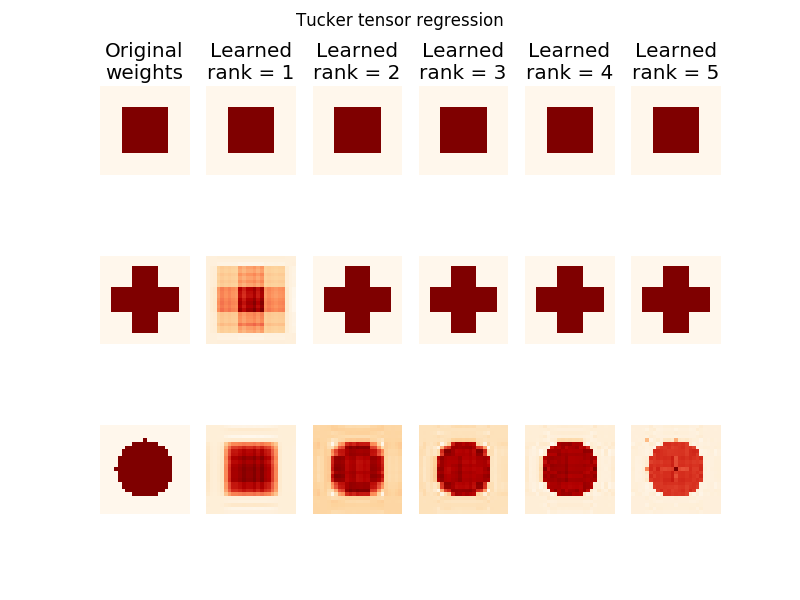 Tucker tensor regression
Original weights
Learned rank = 1
Learned rank = 2
Learned rank = 3
Learned rank = 4
Learned rank = 5